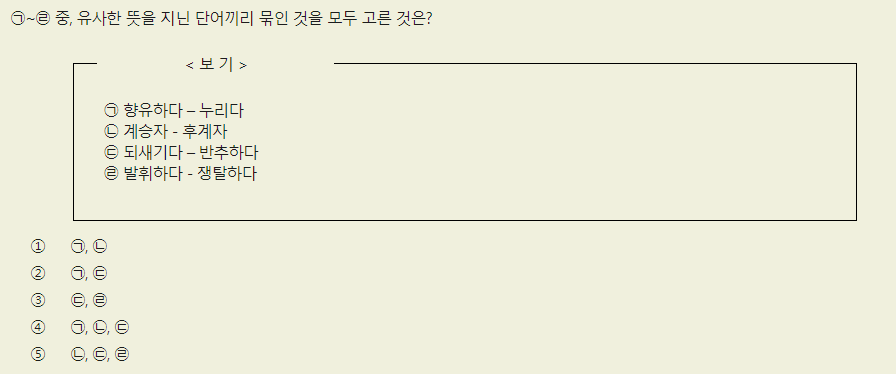 ㉠~㉣ 중, 유사한 뜻을 지닌 단어끼리 묶인 것을 모두 고른 것은?
< 보 기 >
㉠ 향유하다 – 누리다
㉡ 계승자 - 후계자
㉢ 되새기다 – 반추하다
㉣ 발휘하다 - 쟁탈하다
① ㉠, ㉡
② ㉠, ㉢
③ ㉢, ㉣
④ ㉠, ㉡, ㉢
⑤ ㉡, ㉢, ㉣